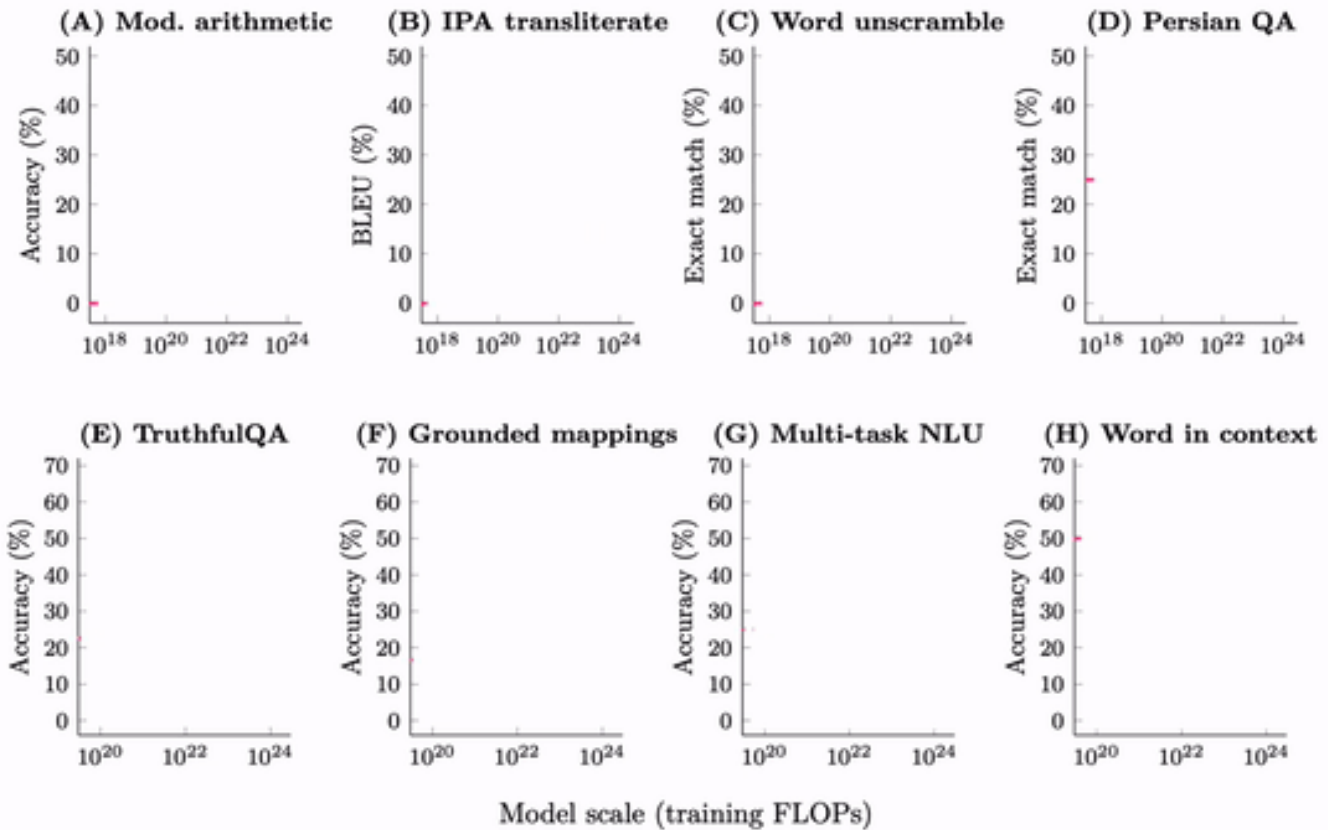 (A) Mod. arithmetic
Accuracy (%)
50
40
30
20
10
0
10^18 10^20 10^22 10^24
(B) IPA transliterate
BLEU (%)
50
40
30
20
10
0
10^18 10^20 10^22 10^24
(C) Word unscramble
Exact match (%)
50
40
30
20
10
0
10^18 10^20 10^22 10^24
(D) Persian QA
Exact match (%)
50
40
30
20
10
0
10^18 10^20 10^22 10^24
(E) TruthfulQA
Accuracy (%)
70
60
50
40
30
20
10
0
10^20 10^22 10^24
(F) Grounded mappings
Accuracy (%)
70
60
50
40
30
20
10
0
10^20 10^22 10^24
(G) Multi-task NLU
Accuracy (%)
70
60
50
40
30
20
10
0
10^20 10^22 10^24
(H) Word in context
Accuracy (%)
70
60
50
40
30
20
10
0
10^20 10^22 10^24
Model scale (training FLOPs)